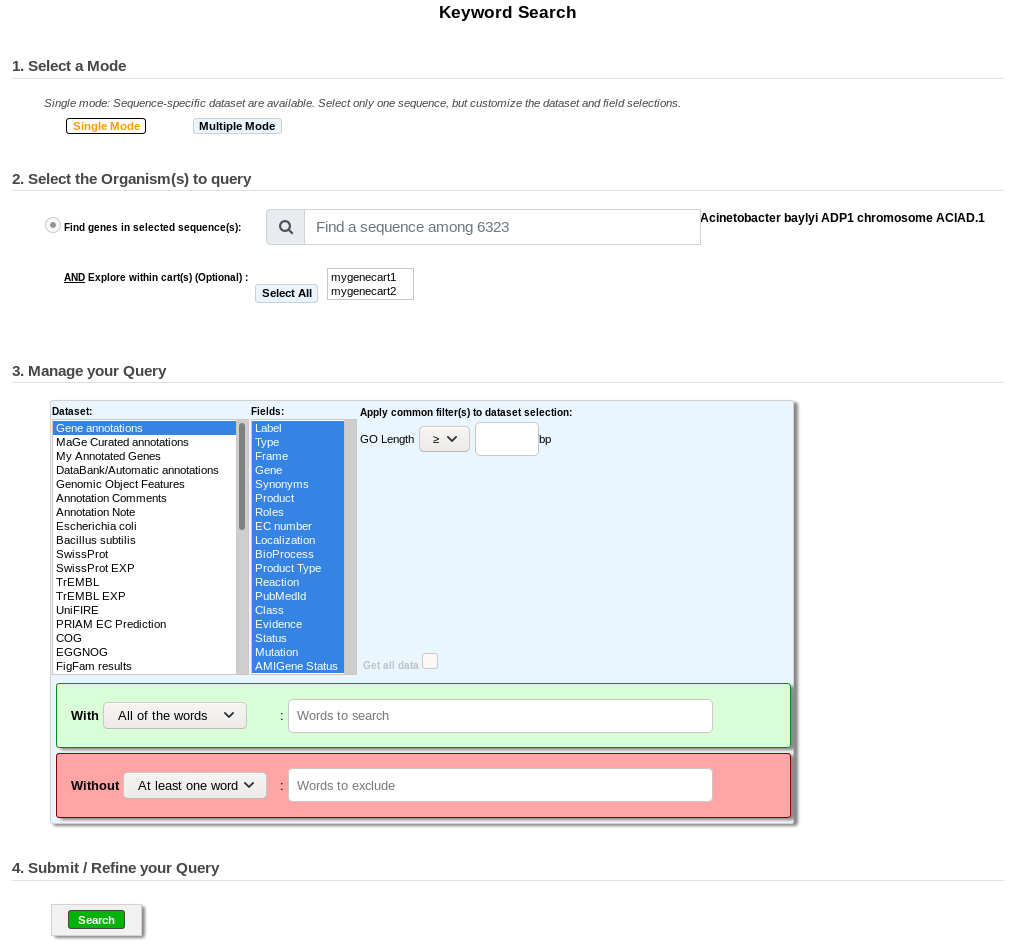 Keyword Search
1. Select a Mode
Single mode: Sequence-specific dataset are available. Select only one sequence, but customize the dataset and field selections.
Single Mode Multiple Mode
2. Select the Organism(s) to query
Find genes in selected sequence(s): Find a sequence among 6323 Acinetobacter baylyi ADP1 chromosome ACIAD.1
AND Explore within cart(s) (Optional) : Select All
mygenecart1
mygenecart2
3. Manage your Query
Dataset:
Gene annotations
MaGe Curated annotations
My Annotated Genes
DataBank/Automatic annotations
Genomic Object Features
Annotation Comments
Annotation Note
Escherichia coli
Bacillus subtilis
SwissProt
SwissProt EXP
TrEMBL
TrEMBL EXP
UniFIRE
PRIAM EC Prediction
COG
EGGNOG
FigFam results
Fields:
Label
Type
Frame
Gene
Synonyms
Product
Roles
EC number
Localization
BioProcess
Product Type
Reaction
PubMedId
Class
Evidence
Status
Mutation
AMIGene Status
Apply common filter(s) to dataset selection:
GO Length ≥ bp
Get all data
With All of the words : Words to search
Without At least one word : Words to exclude
4. Submit / Refine your Query
Search